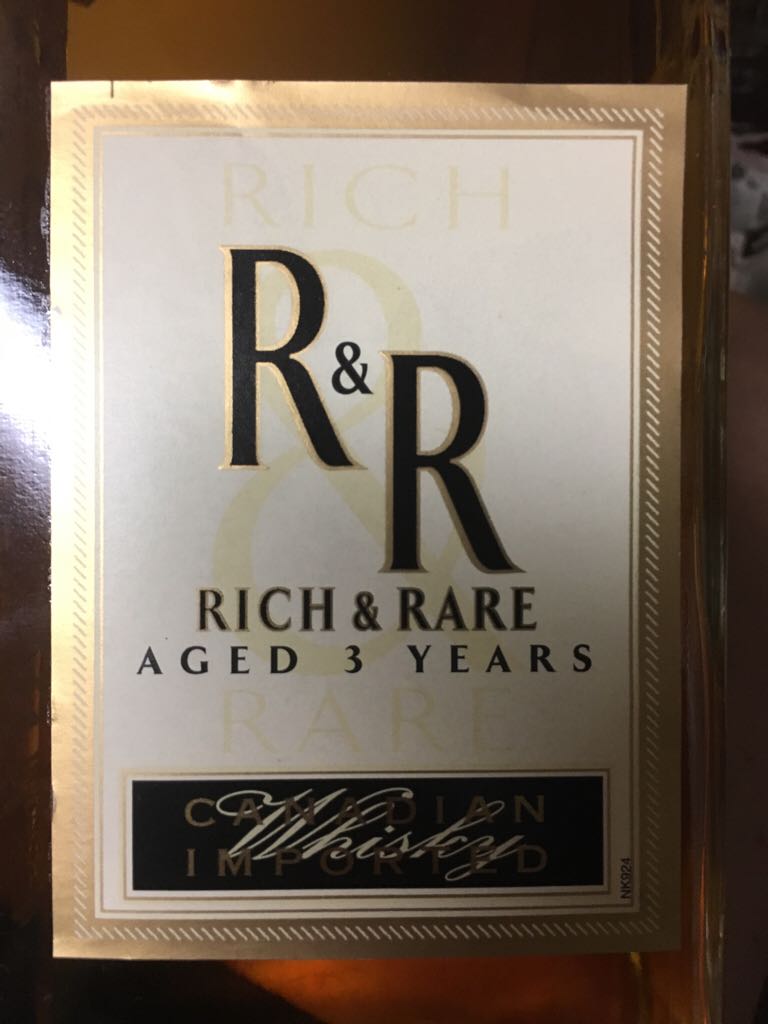 RICH
&
R&R
RICH & RARE
AGED 3 YEARS
RARE
CANADIAN
Whisky
IMPORTED
NK924